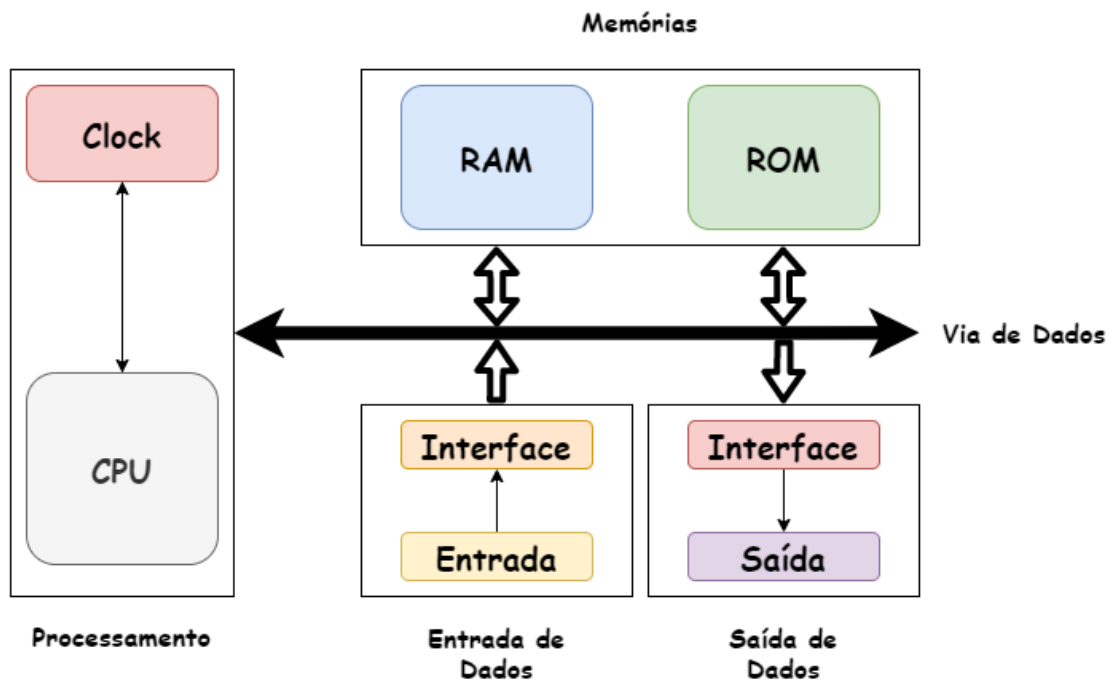 Memórias
Clock
RAM
ROM
Via de Dados
CPU
Interface
Interface
Entrada
Saída
Processamento
Entrada de
Dados
Saída de
Dados